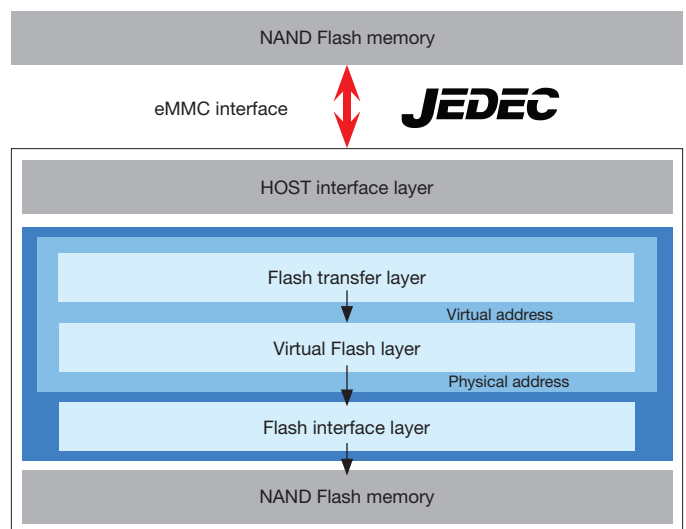 NAND Flash memory
eMMC interface
JEDEC
HOST interface layer
Flash transfer layer
Virtual address
Virtual Flash layer
Physical address
Flash interface layer
NAND Flash memory